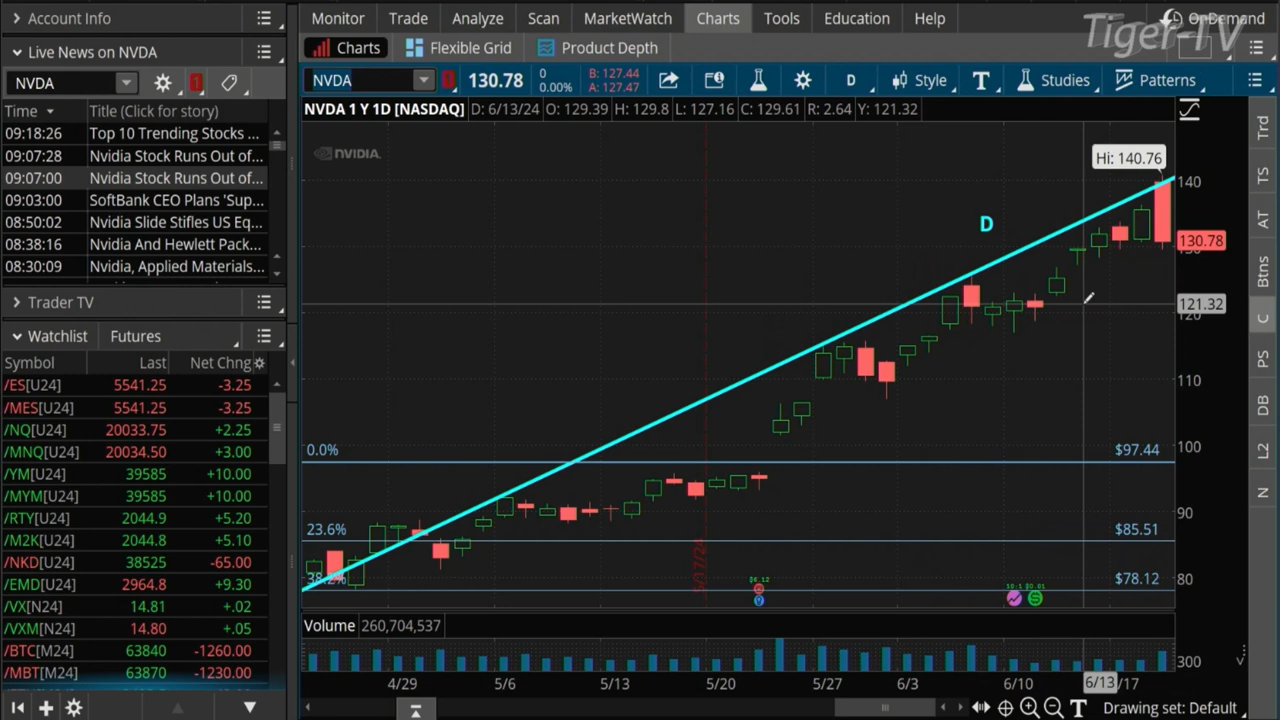 Account Info
Monitor Trade Analyze Scan MarketWatch Charts Tools Education Help
OnDemand
Tiger-TV
Live News on NVDA
Charts Flexible Grid Product Depth
NVDA
Time Title (Click for story)
09:18:26 Top 10 Trending Stocks ...
09:07:28 Nvidia Stock Runs Out of...
09:07:00 Nvidia Stock Runs Out of...
09:03:00 SoftBank CEO Plans 'Sup...
08:50:02 Nvidia Slide Stifles US Eq...
08:38:16 Nvidia And Hewlett Pack...
08:30:09 Nvidia, Applied Materials...
Trader TV
Watchlist Futures
Symbol Last Net Chng
/ES[U24] 5541.25 -3.25
/MES[U24] 5541.25 -3.25
/NQ[U24] 20033.75 +2.25
/MNQ[U24] 20034.50 +3.00
/YM[U24] 39585 +10.00
/MYM[U24] 39585 +10.00
/RTY[U24] 2044.9 +5.20
/M2K[U24] 2044.8 +5.10
/NKD[U24] 38525 -65.00
/EMD[U24] 2964.8 +9.30
/VX[N24] 14.81 +.02
/VXM[N24] 14.80 +.05
/BTC[M24] 63840 -1260.00
/MBT[M24] 63870 -1230.00
NVDA 130.78 0 0.00% B: 127.44 A: 127.47 D Style T Studies Patterns
NVDA 1 Y 1D [NASDAQ] D: 6/13/24 O: 129.39 H: 129.8 L: 127.16 C: 129.61 R: 2.64 Y: 121.32
NVIDIA.
Hi: 140.76
D
140
130.78
121.32
120
110
100
90
80
0.0% $97.44
23.6% $85.51
38.2% $78.12
5/17/24
$6.12
10:1 $0.01
Volume 260,704,537
300
4/29 5/6 5/13 5/20 5/27 6/3 6/10 6/13 /17
T Drawing set: Default
Trd
TS
AT
Btns
C
PS
DB
L2
N